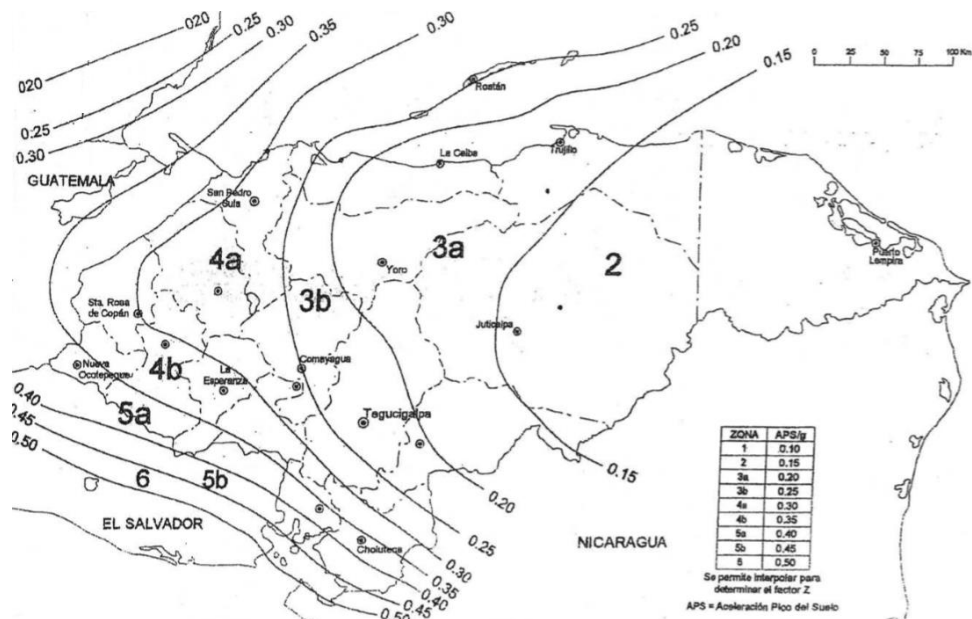 020
0.25
0.30
0.35
0.30
0.25
0.20
0.15
0 25 50 100 Km
020
0.25
0.30
Roatán
La Ceiba
Trujillo
GUATEMALA
San Pedro
Sula
4a
3a
2
Yoro
Puerto
Lempira
3b
Sta. Rosa
de Copán
Juticalpa
Nueva
Ocotepeque
4b
La
Esperanza
Comayagua
0.40
0.45
0.50
5a
Tegucigalpa
6
5b
0.15
0.20
EL SALVADOR
Choluteca
0.25
0.30
0.35
0.40
0.45
0.50
NICARAGUA
ZONA APS/g
1 0.10
2 0.15
3a 0.20
3b 0.25
4a 0.30
4b 0.35
5a 0.40
5b 0.45
6 0.50
Se permite interpolar para
determinar el factor Z
APS = Aceleración Pico del Suelo